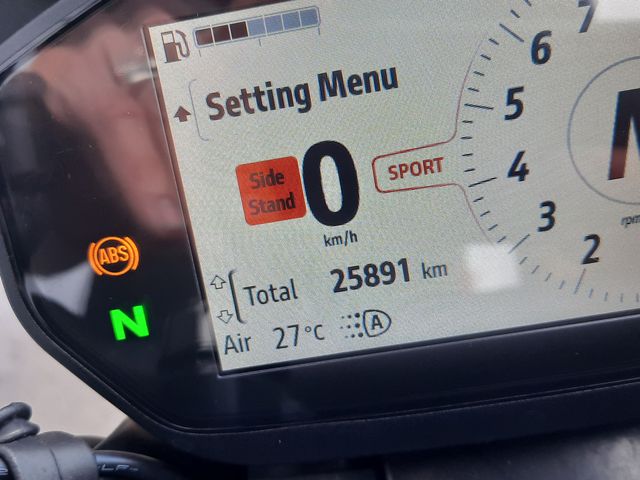 Setting Menu
7
6
5
4
3
2
Side
Stand
0
km/h
SPORT
N
rpm
ABS
N
Total 25891 km
Air 27°C A